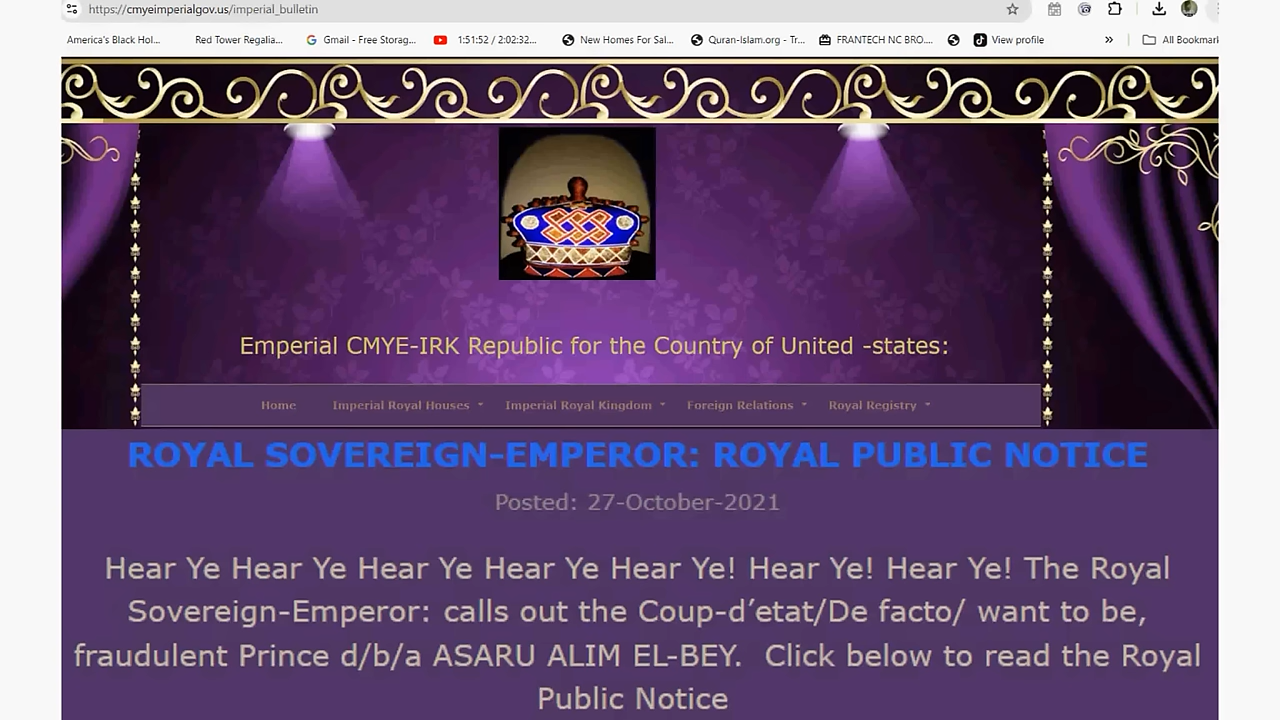 https://cmyeimperialgov.us/imperial_bulletin
America's Black Hol... Red Tower Regalia... Gmail - Free Storag... 1:51:52 / 2:02:32... New Homes For Sal... Quran-Islam.org - Tr... FRANTECH NC BRO.... View profile » All Bookmark
Emperial CMYE-IRK Republic for the Country of United -states:
Home Imperial Royal Houses Imperial Royal Kingdom Foreign Relations Royal Registry
ROYAL SOVEREIGN-EMPEROR: ROYAL PUBLIC NOTICE
Posted: 27-October-2021
Hear Ye Hear Ye Hear Ye Hear Ye Hear Ye! Hear Ye! Hear Ye! The Royal
Sovereign-Emperor: calls out the Coup-d’etat/De facto/ want to be,
fraudulent Prince d/b/a ASARU ALIM EL-BEY. Click below to read the Royal
Public Notice